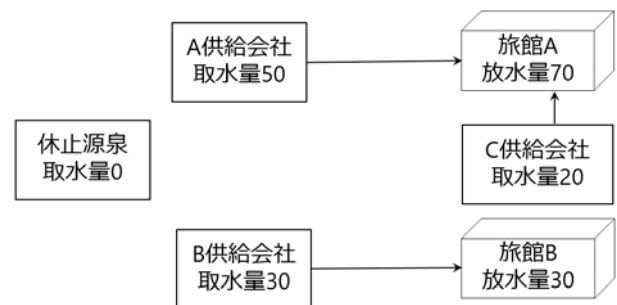 A供給会社
取水量50
旅館A
放水量70
休止源泉
取水量0
C供給会社
取水量20
B供給会社
取水量30
旅館B
放水量30